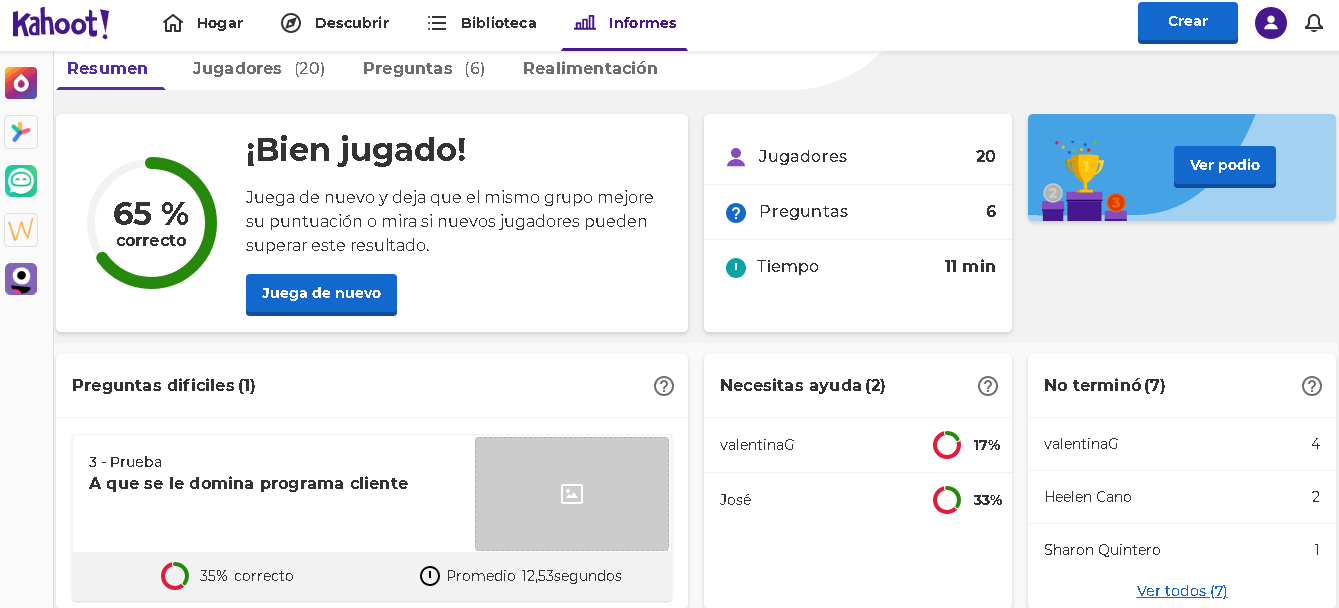 Kahoot!
Hogar
Descubrir
Biblioteca
Informes
Crear
Resumen
Jugadores (20)
Preguntas (6)
Realimentación
65 %
correcto
¡Bien jugado!
Juega de nuevo y deja que el mismo grupo mejore
su puntuación o mira si nuevos jugadores pueden
superar este resultado.
Juega de nuevo
Jugadores 20
Preguntas 6
Tiempo 11 min
1
2
3
Ver podio
Preguntas dificiles (1)
3 - Prueba
A que se le domina programa cliente
35% correcto
Promedio 12,53segundos
Necesitas ayuda (2)
valentinaG 17%
José 33%
No terminó (7)
valentinaG 4
Heelen Cano 2
Sharon Quintero 1
Ver todos (7)